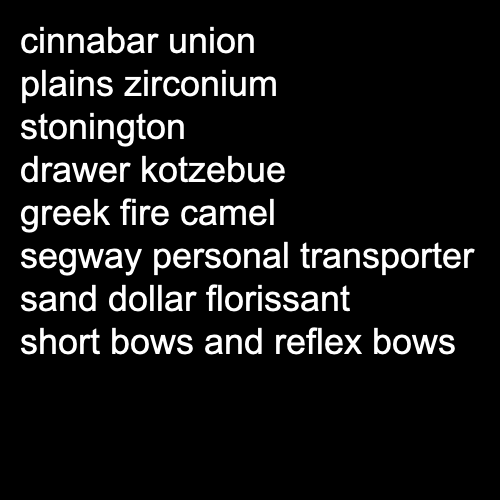 cinnabar union
plains zirconium
stonington
drawer kotzebue
greek fire camel
segway personal transporter
sand dollar florissant
short bows and reflex bows